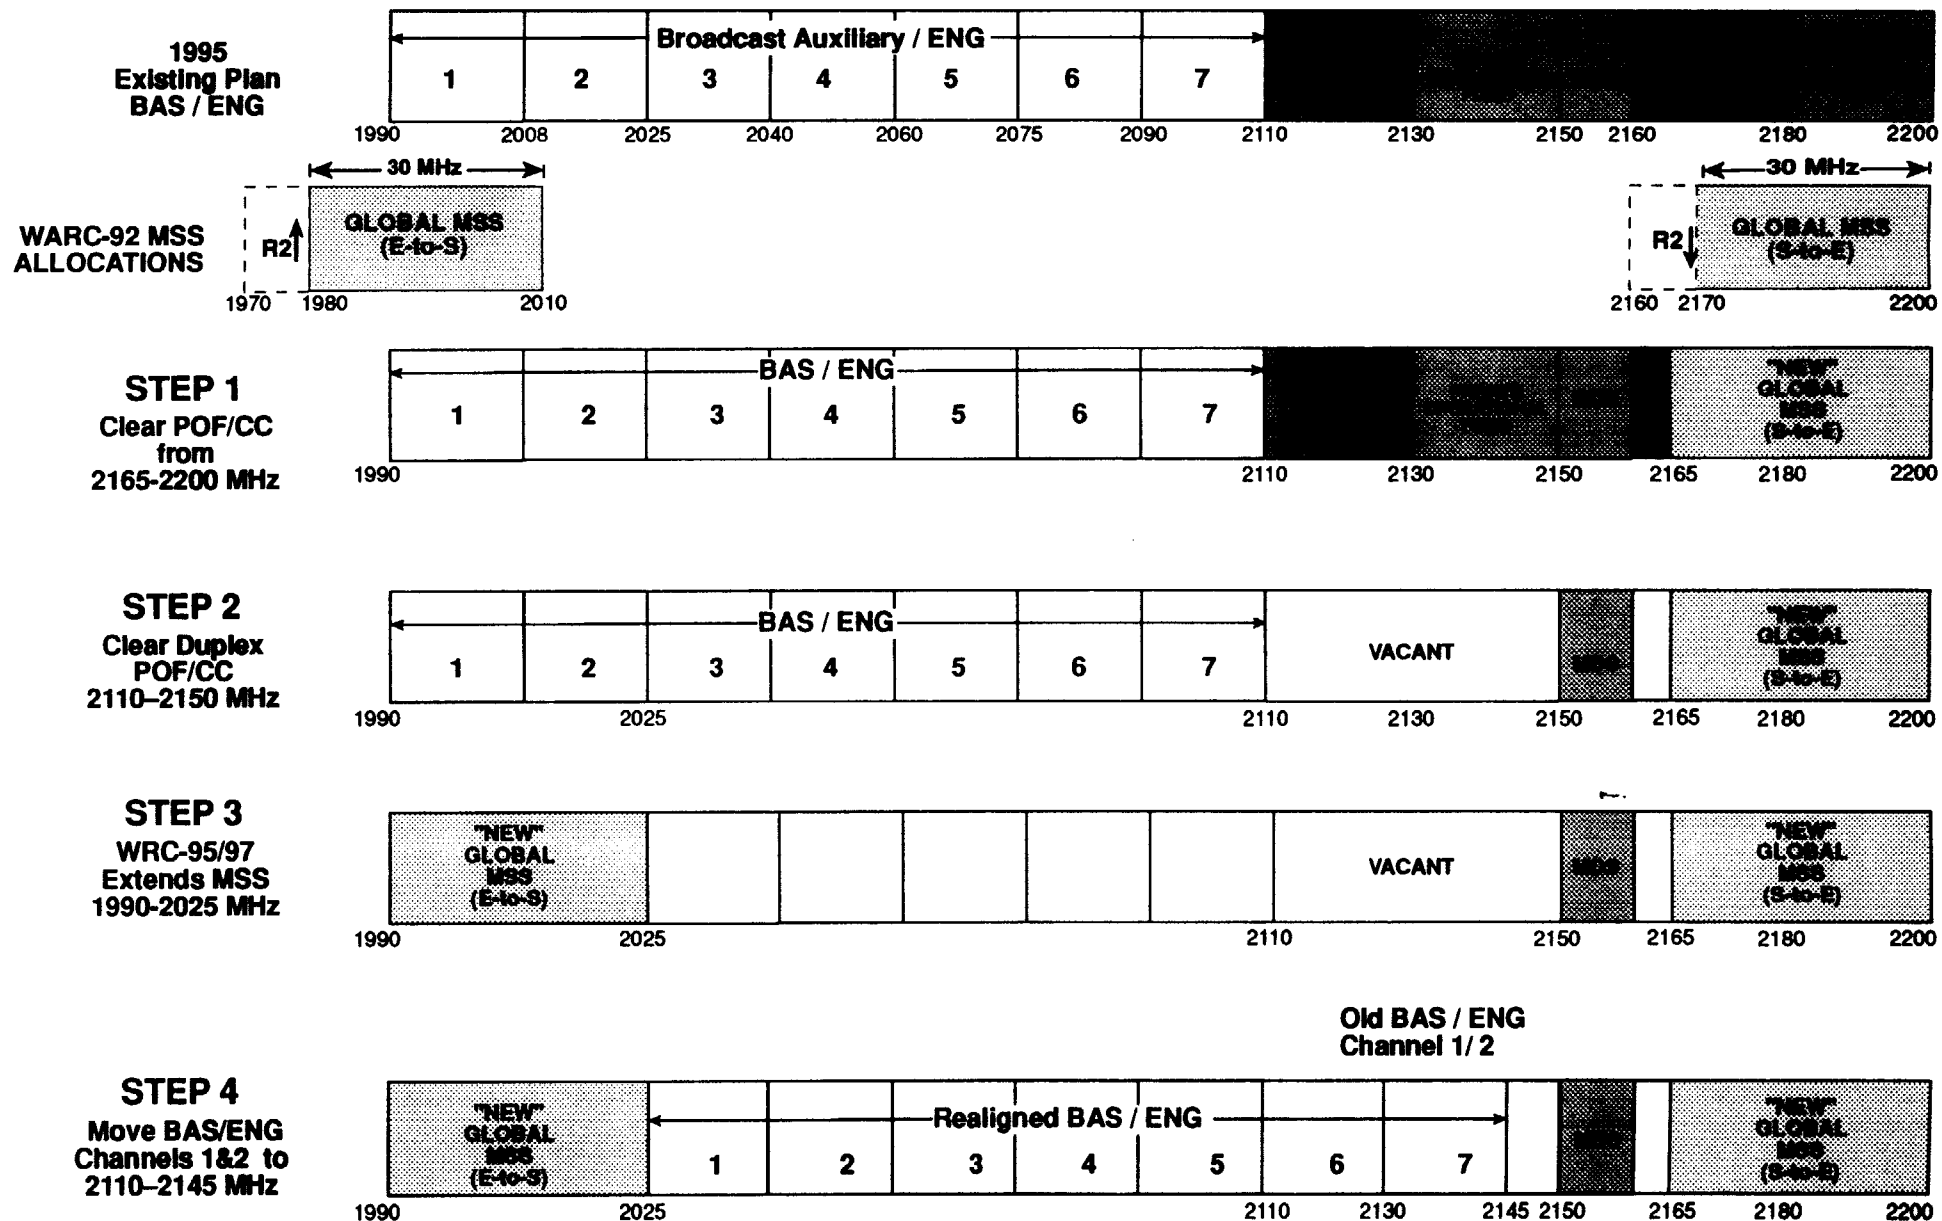 1995
Existing Plan
BAS / ENG
Broadcast Auxiliary / ENG
1 2 3 4 5 6 7
1990 2008 2025 2040 2060 2075 2090 2110 2130 2150 2160 2180 2200
WARC-92 MSS
ALLOCATIONS
30 MHz
R2
GLOBAL MSS
(E-to-S)
1970 1980 2010
30 MHz
R2
GLOBAL MSS
(S-to-E)
2160 2170 2200
STEP 1
Clear POF/CC
from
2165-2200 MHz
BAS / ENG
1 2 3 4 5 6 7
"NEW"
GLOBAL
MSS
(S-to-E)
1990 2110 2130 2150 2165 2180 2200
STEP 2
Clear Duplex
POF/CC
2110–2150 MHz
BAS / ENG
1 2 3 4 5 6 7
VACANT
MDS
"NEW"
GLOBAL
MSS
(S-to-E)
1990 2025 2110 2130 2150 2165 2180 2200
STEP 3
WRC-95/97
Extends MSS
1990-2025 MHz
"NEW"
GLOBAL
MSS
(E-to-S)
VACANT
MDS
"NEW"
GLOBAL
MSS
(S-to-E)
1990 2025 2110 2150 2165 2180 2200
Old BAS / ENG
Channel 1/ 2
STEP 4
Move BAS/ENG
Channels 1&2 to
2110–2145 MHz
"NEW"
GLOBAL
MSS
(E-to-S)
Realigned BAS / ENG
1 2 3 4 5 6 7
"NEW"
GLOBAL
MSS
(S-to-E)
1990 2025 2110 2130 2145 2150 2165 2180 2200